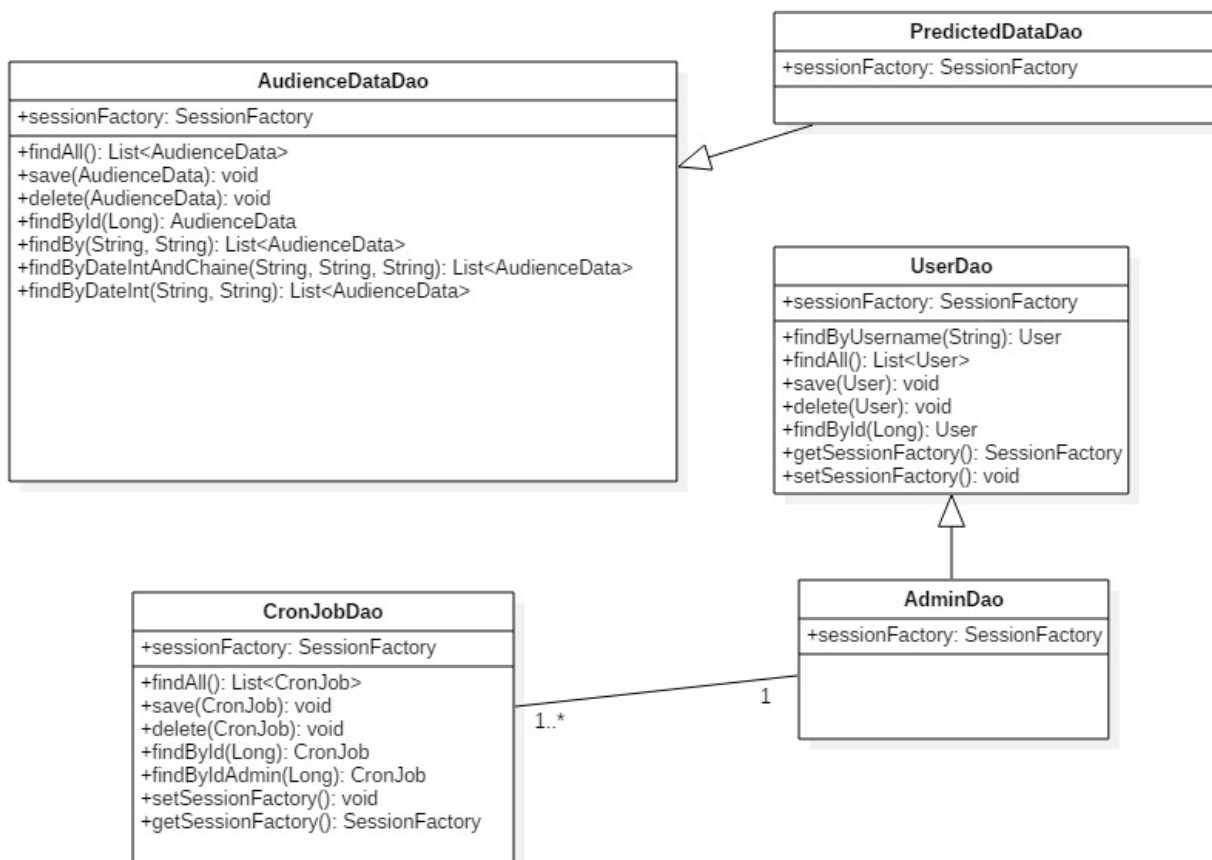 PredictedDataDao
+sessionFactory: SessionFactory
AudienceDataDao
+sessionFactory: SessionFactory
+findAll(): List<AudienceData>
+save(AudienceData): void
+delete(AudienceData): void
+findById(Long): AudienceData
+findBy(String, String): List<AudienceData>
+findByDateIntAndChaine(String, String, String): List<AudienceData>
+findByDateInt(String, String): List<AudienceData>
UserDao
+sessionFactory: SessionFactory
+findByUsername(String): User
+findAll(): List<User>
+save(User): void
+delete(User): void
+findById(Long): User
+getSessionFactory(): SessionFactory
+setSessionFactory(): void
AdminDao
+sessionFactory: SessionFactory
CronJobDao
+sessionFactory: SessionFactory
+findAll(): List<CronJob>
+save(CronJob): void
+delete(CronJob): void
+findById(Long): CronJob
+findByIdAdmin(Long): CronJob
+setSessionFactory(): void
+getSessionFactory(): SessionFactory
1..*
1